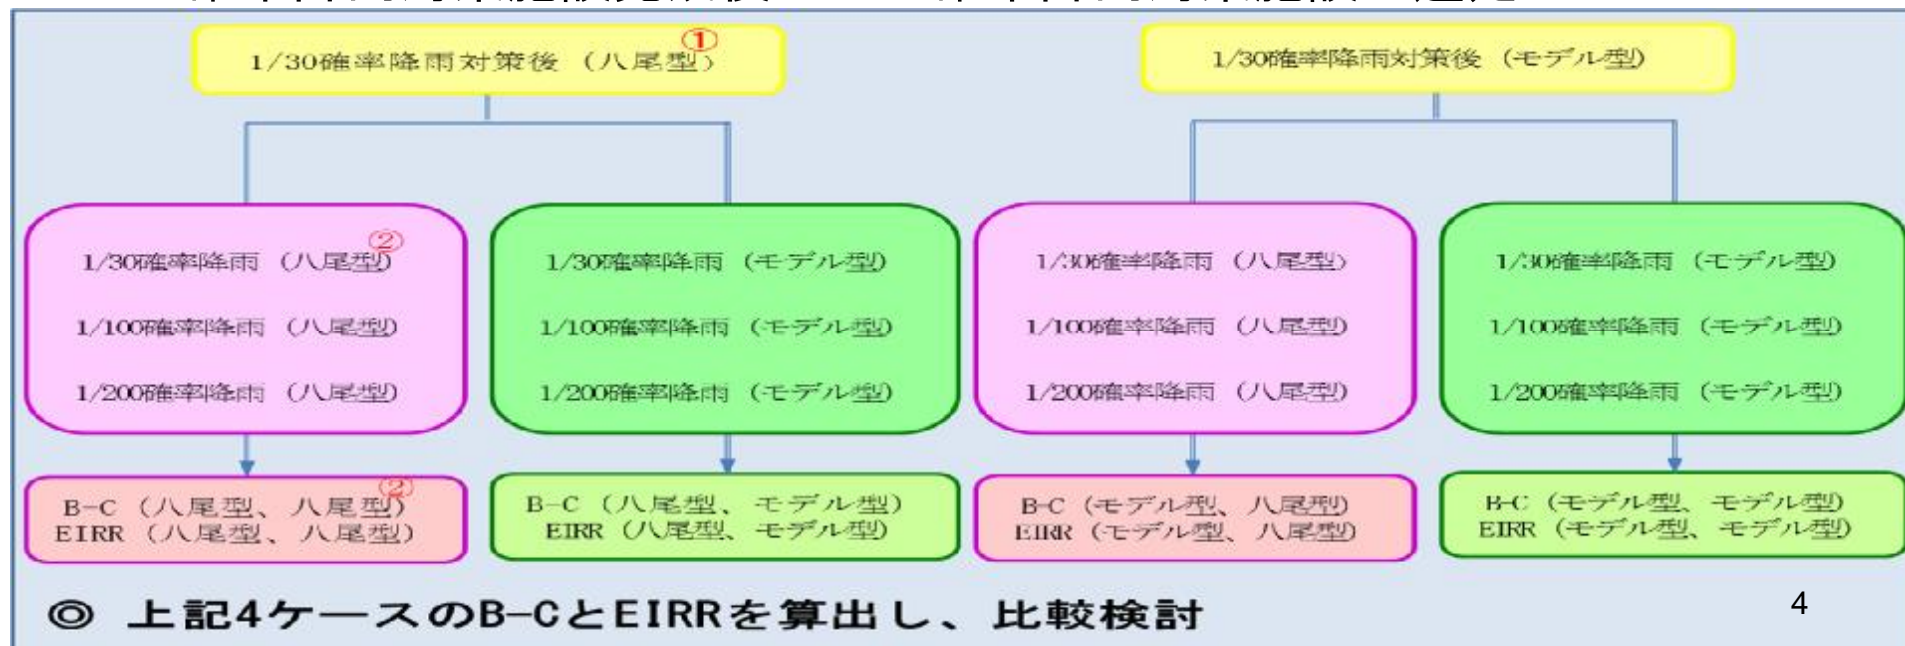 1/30確率降雨対策後（八尾型）①
1/30確率降雨対策後（モデル型）
1/30確率降雨（八尾型）②
1/100確率降雨（八尾型）
1/200確率降雨（八尾型）
1/30確率降雨（モデル型）
1/100確率降雨（モデル型）
1/200確率降雨（モデル型）
1/30確率降雨（八尾型）
1/100確率降雨（八尾型）
1/200確率降雨（八尾型）
1/30確率降雨（モデル型）
1/100確率降雨（モデル型）
1/200確率降雨（モデル型）
B-C（八尾型、八尾型）②
EIRR（八尾型、八尾型）
B-C（八尾型、モデル型）
EIRR（八尾型、モデル型）
B-C（モデル型、八尾型）
EIRR（モデル型、八尾型）
B-C（モデル型、モデル型）
EIRR（モデル型、モデル型）
◎ 上記4ケースのB-CとEIRRを算出し、比較検討
4